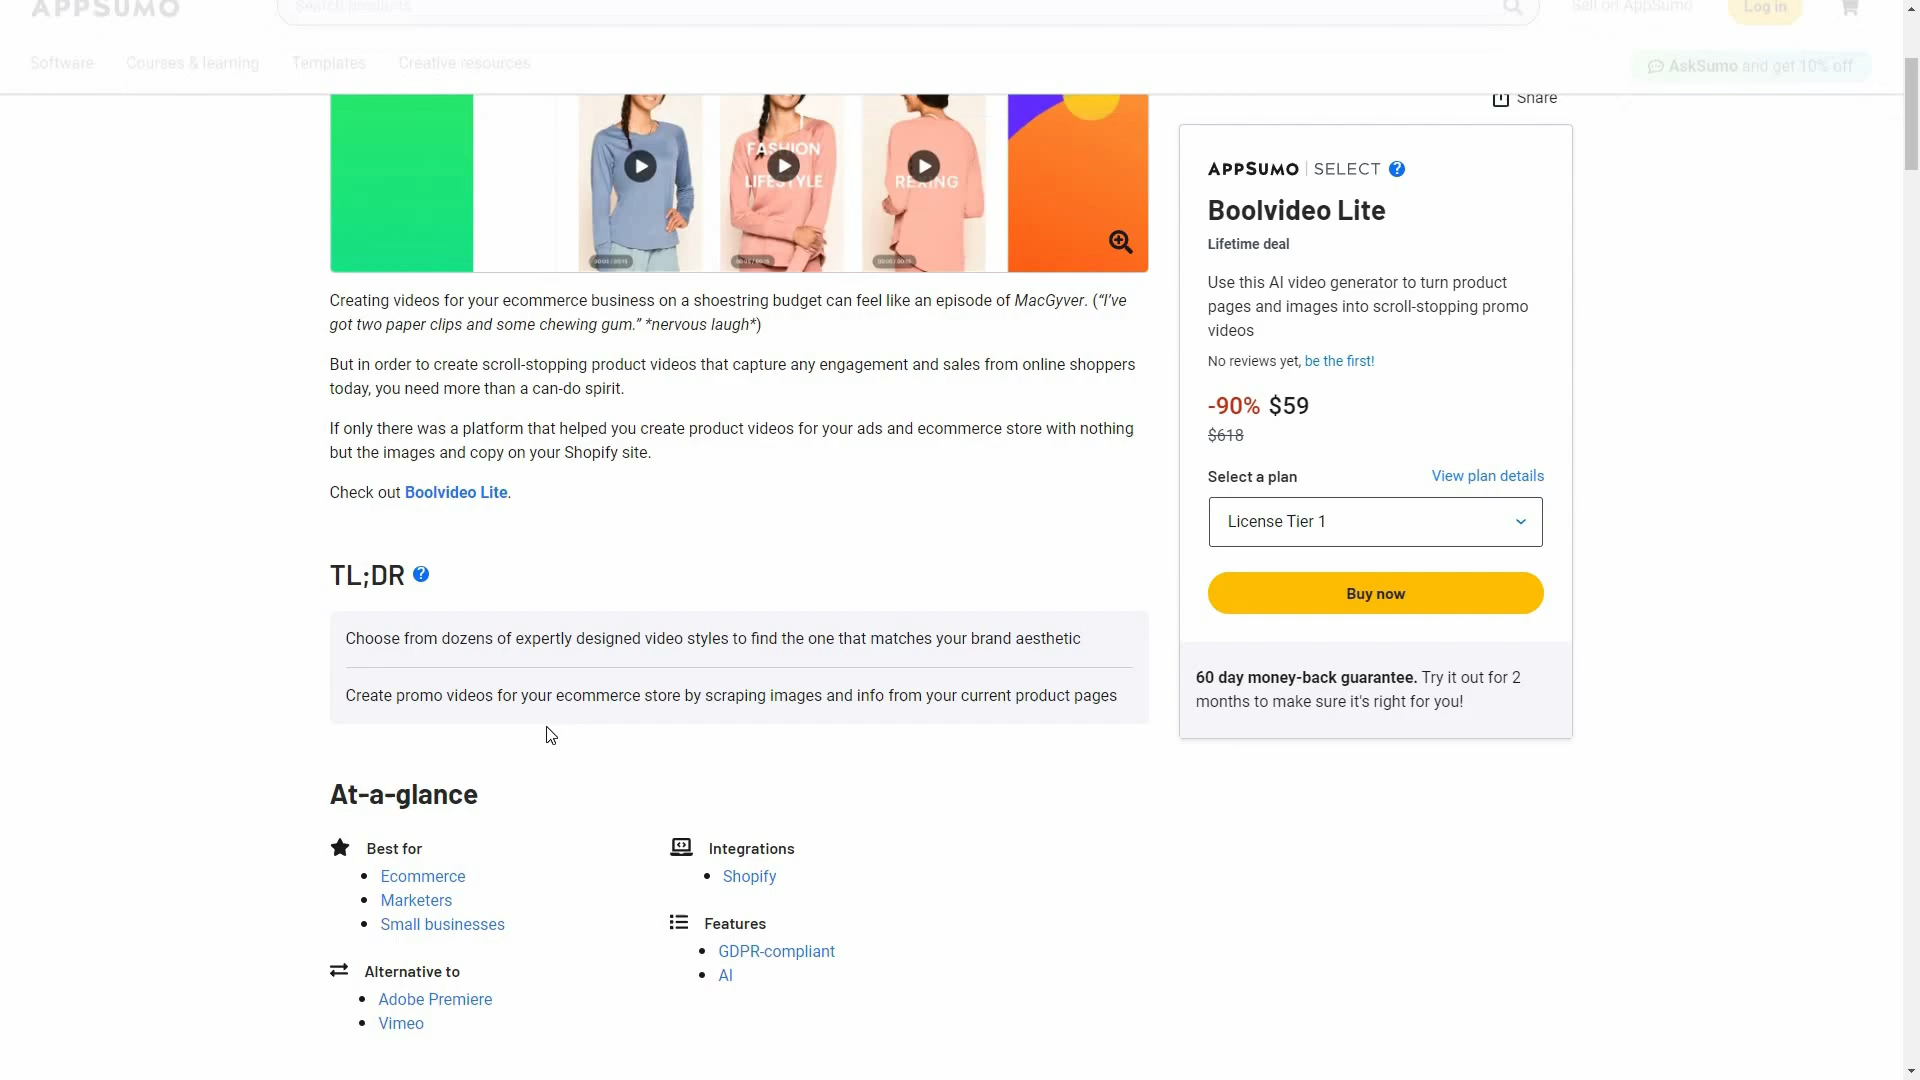 APPSUMO
Search products
Sell on AppSumo
Log in
Software
Courses & learning
Templates
Creative resources
AskSumo and get 10% off
Share
FASHION
LIFESTYLE
APPSUMO | SELECT
Boolvideo Lite
Lifetime deal
Use this AI video generator to turn product
pages and images into scroll-stopping promo
videos
No reviews yet, be the first!
-90% $59
$618
Select a plan
View plan details
License Tier 1
Buy now
60 day money-back guarantee. Try it out for 2
months to make sure it's right for you!
Creating videos for your ecommerce business on a shoestring budget can feel like an episode of MacGyver. (“I’ve
got two paper clips and some chewing gum.” *nervous laugh*)
But in order to create scroll-stopping product videos that capture any engagement and sales from online shoppers
today, you need more than a can-do spirit.
If only there was a platform that helped you create product videos for your ads and ecommerce store with nothing
but the images and copy on your Shopify site.
Check out Boolvideo Lite.
TL;DR
Choose from dozens of expertly designed video styles to find the one that matches your brand aesthetic
Create promo videos for your ecommerce store by scraping images and info from your current product pages
At-a-glance
Best for
Ecommerce
Marketers
Small businesses
Alternative to
Adobe Premiere
Vimeo
Integrations
Shopify
Features
GDPR-compliant
AI